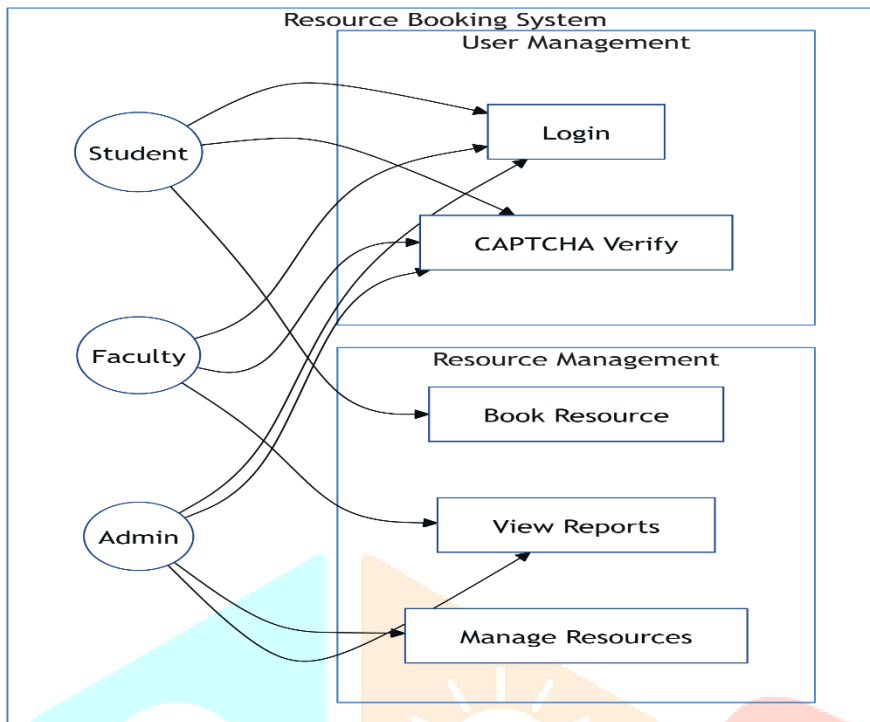 Resource Booking System
User Management
Login
Student
CAPTCHA Verify
Faculty
Resource Management
Book Resource
View Reports
Admin
Manage Resources